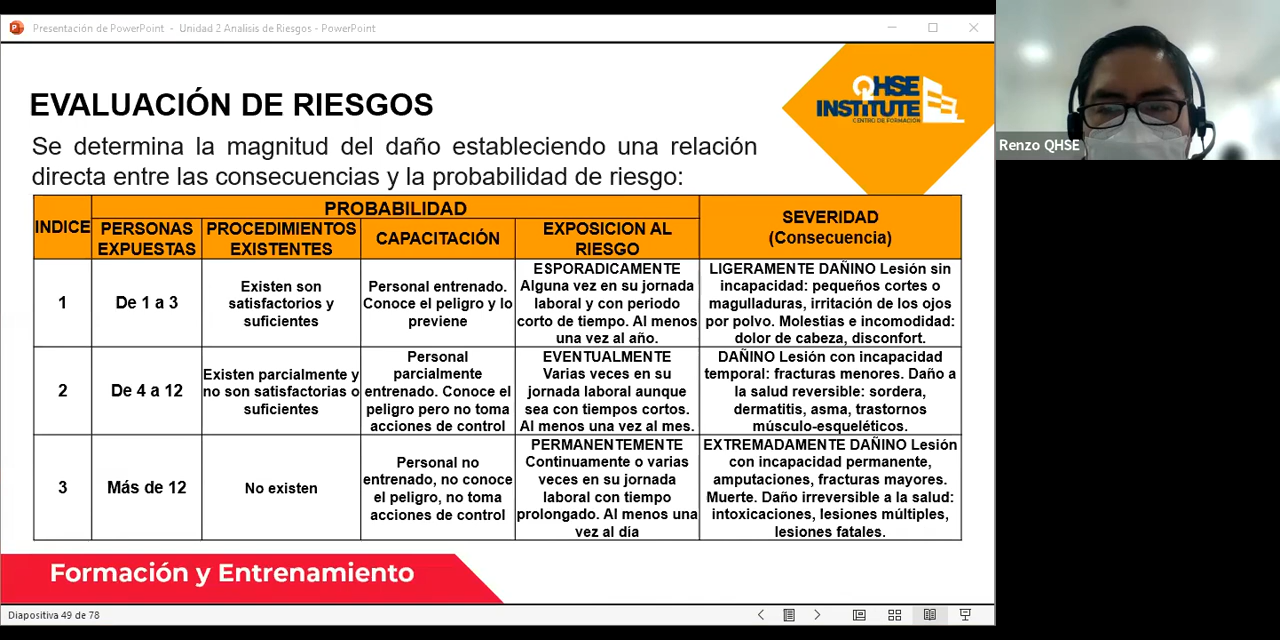 Presentación de PowerPoint - Unidad 2 Analisis de Riesgos - PowerPoint
QHSE
INSTITUTE
CENTRO DE FORMACIÓN
Renzo QHSE
EVALUACIÓN DE RIESGOS
Se determina la magnitud del daño estableciendo una relación
directa entre las consecuencias y la probabilidad de riesgo:
INDICE
PROBABILIDAD
PERSONAS
EXPUESTAS
PROCEDIMIENTOS
EXISTENTES
CAPACITACIÓN
EXPOSICION AL
RIESGO
SEVERIDAD
(Consecuencia)
1
De 1 a 3
Existen son
satisfactorios y
suficientes
Personal entrenado.
Conoce el peligro y lo
previene
ESPORADICAMENTE
Alguna vez en su jornada
laboral y con periodo
corto de tiempo. Al menos
una vez al año.
LIGERAMENTE DAÑINO Lesión sin
incapacidad: pequeños cortes o
magulladuras, irritación de los ojos
por polvo. Molestias e incomodidad:
dolor de cabeza, disconfort.
2
De 4 a 12
Existen parcialmente y
no son satisfactorias o
suficientes
Personal
parcialmente
entrenado. Conoce el
peligro pero no toma
acciones de control
EVENTUALMENTE
Varias veces en su
jornada laboral aunque
sea con tiempos cortos.
Al menos una vez al mes.
DAÑINO Lesión con incapacidad
temporal: fracturas menores. Daño a
la salud reversible: sordera,
dermatitis, asma, trastornos
músculo-esqueléticos.
3
Más de 12
No existen
Personal no
entrenado, no conoce
el peligro, no toma
acciones de control
PERMANENTEMENTE
Continuamente o varias
veces en su jornada
laboral con tiempo
prolongado. Al menos una
vez al día
EXTREMADAMENTE DAÑINO Lesión
con incapacidad permanente,
amputaciones, fracturas mayores.
Muerte. Daño irreversible a la salud:
intoxicaciones, lesiones múltiples,
lesiones fatales.
Formación y Entrenamiento
Diapositiva 49 de 78